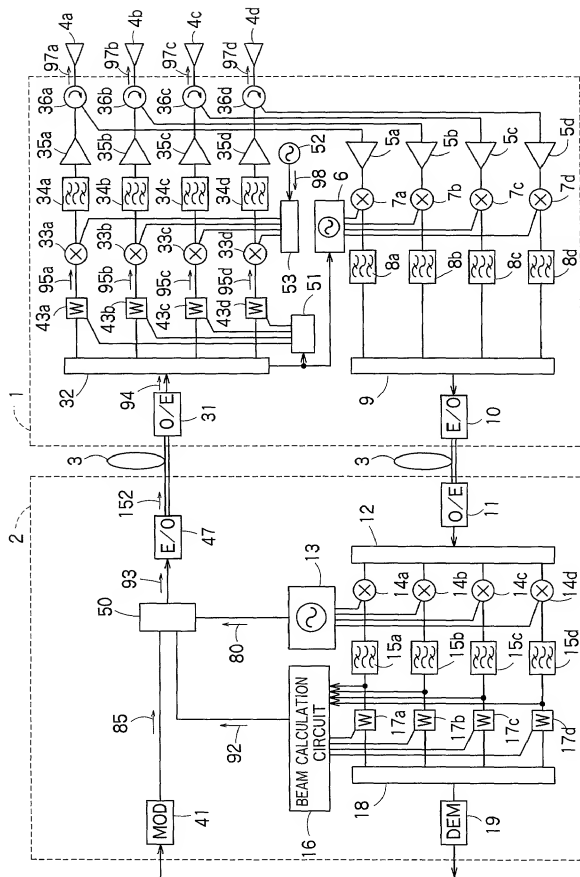 2
1
MOD
41
85
50
93
E/O
47
152
3
O/E
31
94
32
92
80
43a
43b
43c
43d
W
W
W
W
95a
95b
95c
95d
33a
33b
33c
33d
34a
34b
34c
34d
35a
35b
35c
35d
36a
36b
36c
36d
97a
97b
97c
97d
4a
4b
4c
4d
51
53
98
52
6
BEAM CALCULATION
CIRCUIT
16
13
DEM
19
18
17a
17b
17c
17d
W
W
W
W
15a
15b
15c
15d
14a
14b
14c
14d
12
O/E
11
3
E/O
10
9
8a
8b
8c
8d
7a
7b
7c
7d
5a
5b
5c
5d